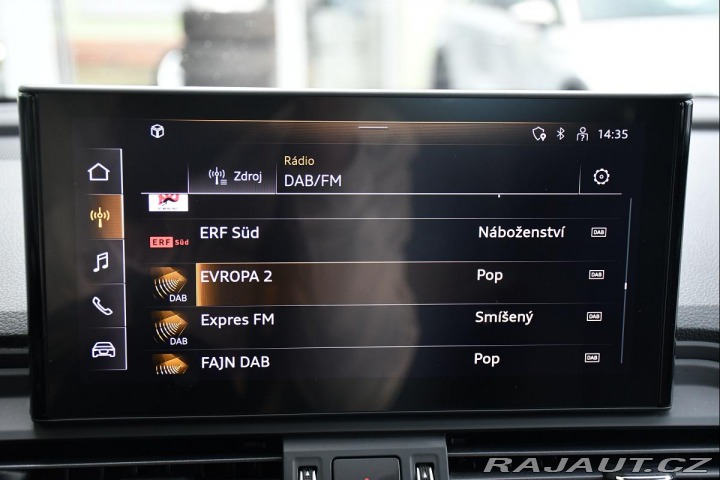 14:35
Rádio
Zdroj
DAB/FM
ERF Süd
ERF Süd Náboženství DAB
EVROPA 2 Pop DAB
DAB
Expres FM Smíšený DAB
DAB
FAJN DAB Pop DAB
RAJAUT.CZ